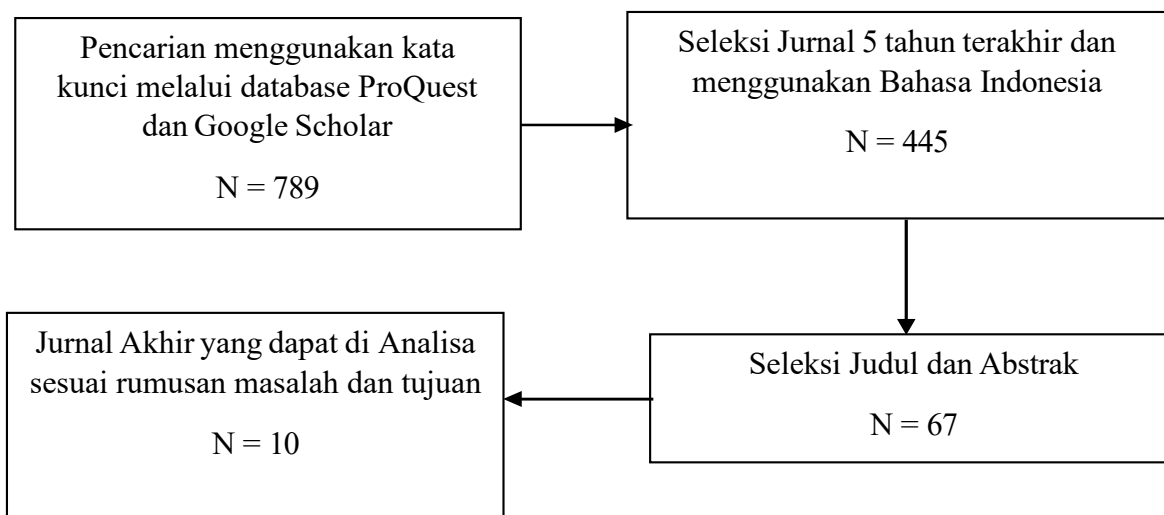 Pencarian menggunakan kata
kunci melalui database ProQuest
dan Google Scholar
N = 789
Seleksi Jurnal 5 tahun terakhir dan
menggunakan Bahasa Indonesia
N = 445
Seleksi Judul dan Abstrak
N = 67
Jurnal Akhir yang dapat di Analisa
sesuai rumusan masalah dan tujuan
N = 10